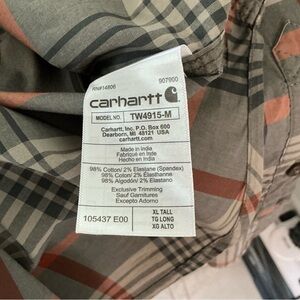 RN#14806
907900
carhartt
MODEL NO. TW4915-M
Carhartt, Inc. P.O. Box 600
Dearborn, MI 48121 USA
carhartt.com
Made in India
Fabriqué en Inde
Hecho en India
98% Cotton/ 2% Elastane (Spandex)
98% Coton/ 2% Élasthanne
98% Algodón/ 2% Elastano
Exclusive Trimming
Sauf Garnitures
Excepto Adorno
105437 E00
XL TALL
TG LONG
XG ALTO